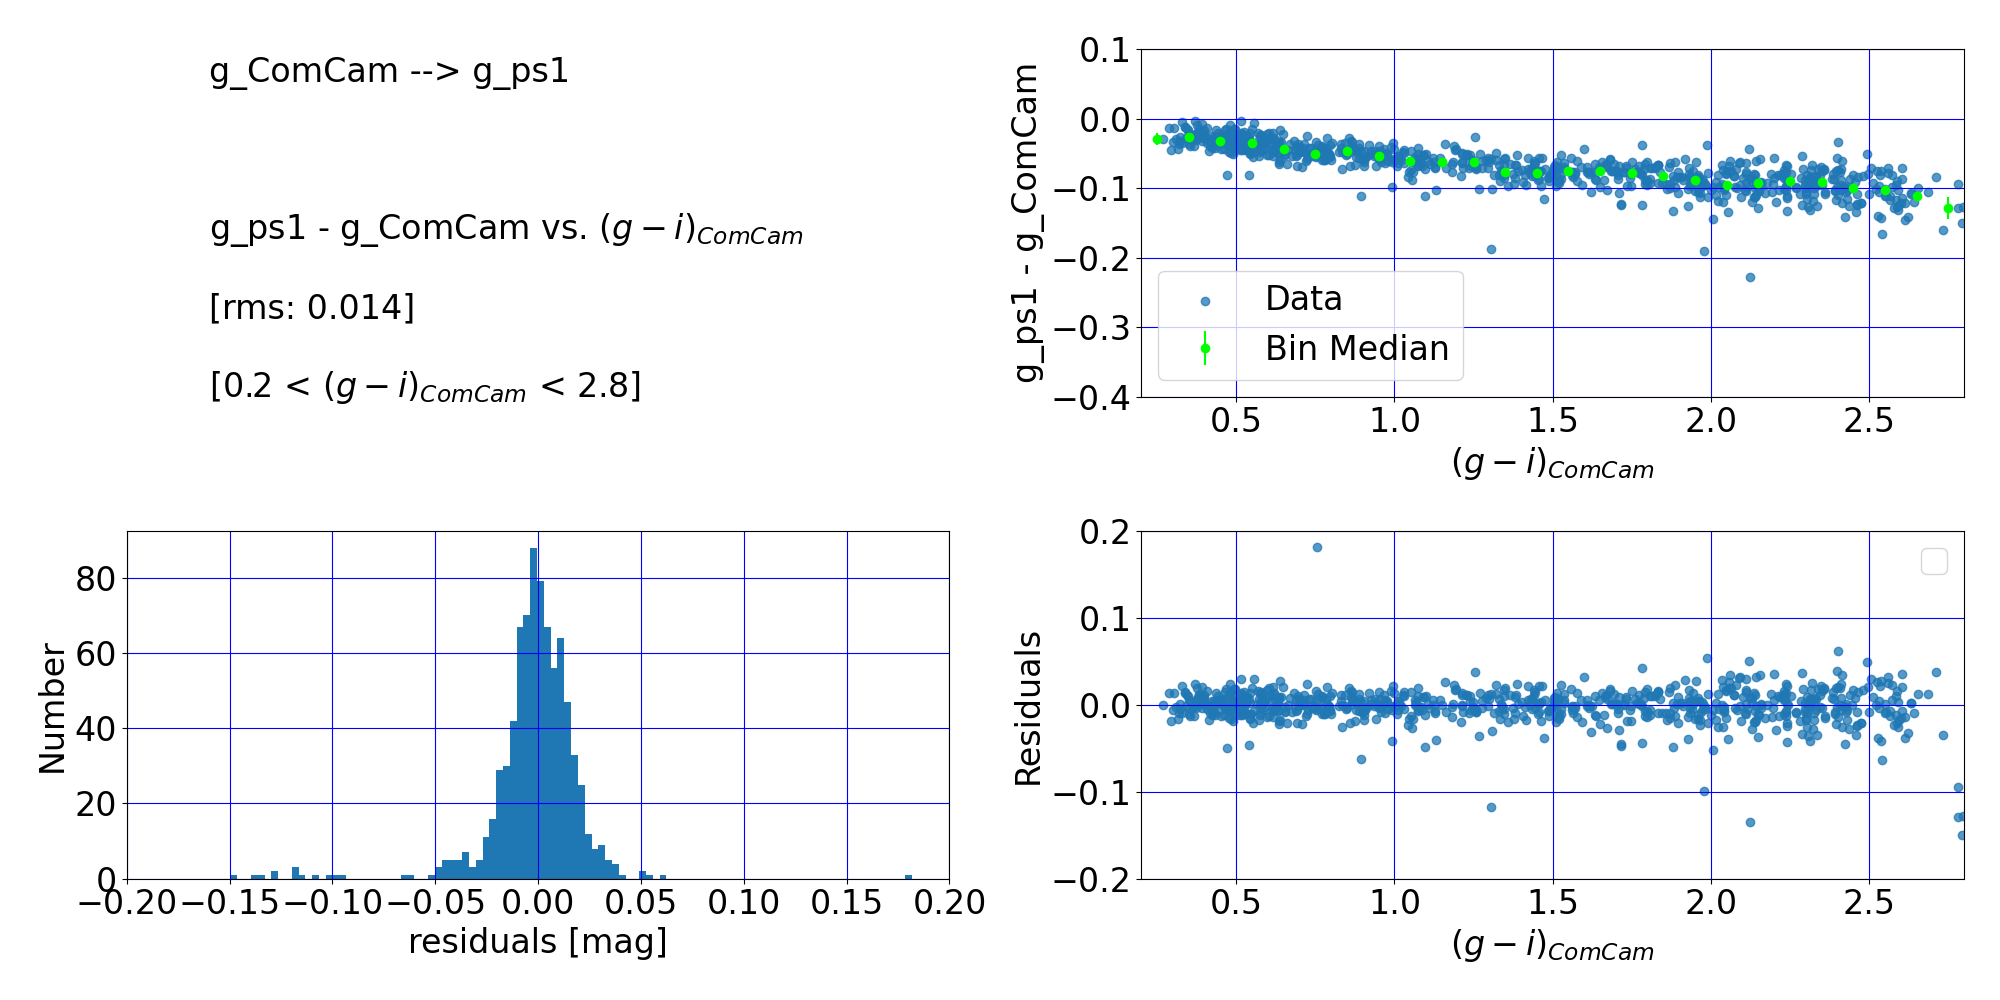 g_ComCam --> g_ps1
g_ps1 - g_ComCam vs. (g − i)ComCam
[rms: 0.014]
[0.2 < (g − i)ComCam < 2.8]
0.1
0.0
−0.1
−0.2
−0.3
−0.4
g_ps1 - g_ComCam
Data
Bin Median
0.5 1.0 1.5 2.0 2.5
(g − i)ComCam
80
60
40
20
0
Number
−0.20 −0.15 −0.10 −0.05 0.00 0.05 0.10 0.15 0.20
residuals [mag]
0.2
0.1
0.0
−0.1
−0.2
Residuals
0.5 1.0 1.5 2.0 2.5
(g − i)ComCam